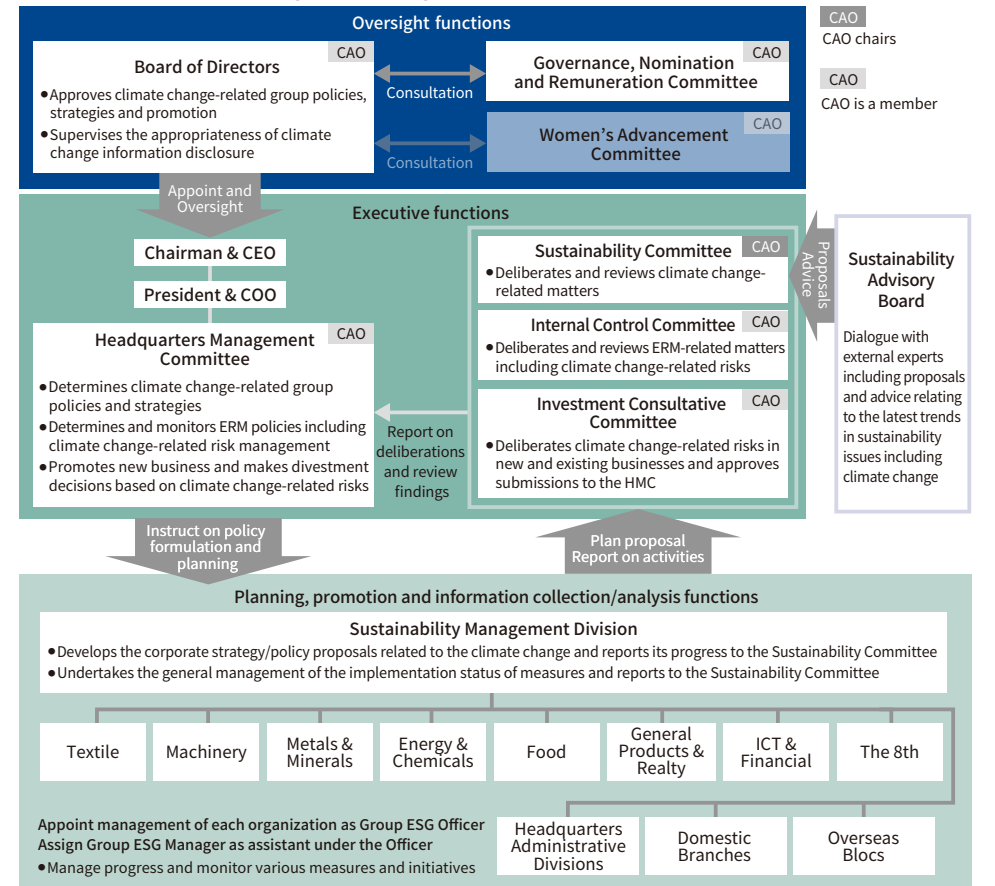 Oversight functions
CAO
Board of Directors
●Approves climate change-related group policies,
strategies and promotion
●Supervises the appropriateness of climate
change information disclosure
Consultation
CAO
Governance, Nomination
and Remuneration Committee
Consultation
CAO
Women's Advancement
Committee
CAO
CAO chairs
CAO
CAO is a member
Appoint and
Oversight
Executive functions
Chairman & CEO
President & COO
CAO
Headquarters Management
Committee
●Determines climate change-related group
policies and strategies
●Determines and monitors ERM policies including
climate change-related risk management
●Promotes new business and makes divestment
decisions based on climate change-related risks
Report on
deliberations
and review
findings
Sustainability Committee
CAO
●Deliberates and reviews climate change-
related matters
Internal Control Committee
CAO
●Deliberates and reviews ERM-related matters
including climate change-related risks
Investment Consultative
Committee
CAO
●Deliberates climate change-related risks in
new and existing businesses and approves
submissions to the HMC
Proposals
Advice
Sustainability
Advisory
Board
Dialogue with
external experts
including proposals
and advice relating
to the latest trends
in sustainability
issues including
climate change
Instruct on policy
formulation and
planning
Plan proposal
Report on activities
Planning, promotion and information collection/analysis functions
Sustainability Management Division
●Develops the corporate strategy/policy proposals related to the climate change and reports its progress to the Sustainability Committee
●Undertakes the general management of the implementation status of measures and reports to the Sustainability Committee
Textile
Machinery
Metals &
Minerals
Energy &
Chemicals
Food
General
Products &
Realty
ICT &
Financial
The 8th
Appoint management of each organization as Group ESG Officer
Assign Group ESG Manager as assistant under the Officer
●Manage progress and monitor various measures and initiatives
Headquarters
Administrative
Divisions
Domestic
Branches
Overseas
Blocs